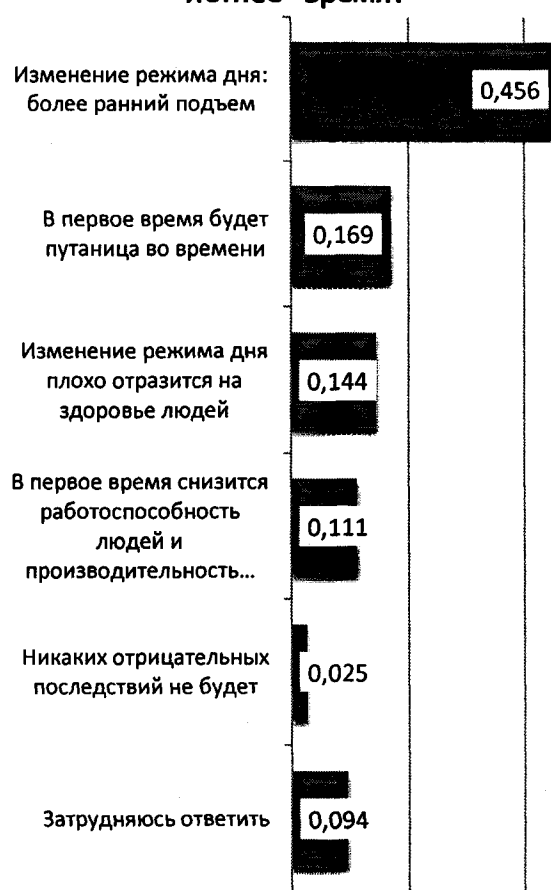 Изменение режима дня:
более ранний подъем
0,456
В первое время будет
путаница во времени
0,169
Изменение режима дня
плохо отразится на
здоровье людей
0,144
В первое время снизится
работоспособность
людей и
производительность...
0,111
Никаких отрицательных
последствий не будет
0,025
Затрудняюсь ответить
0,094